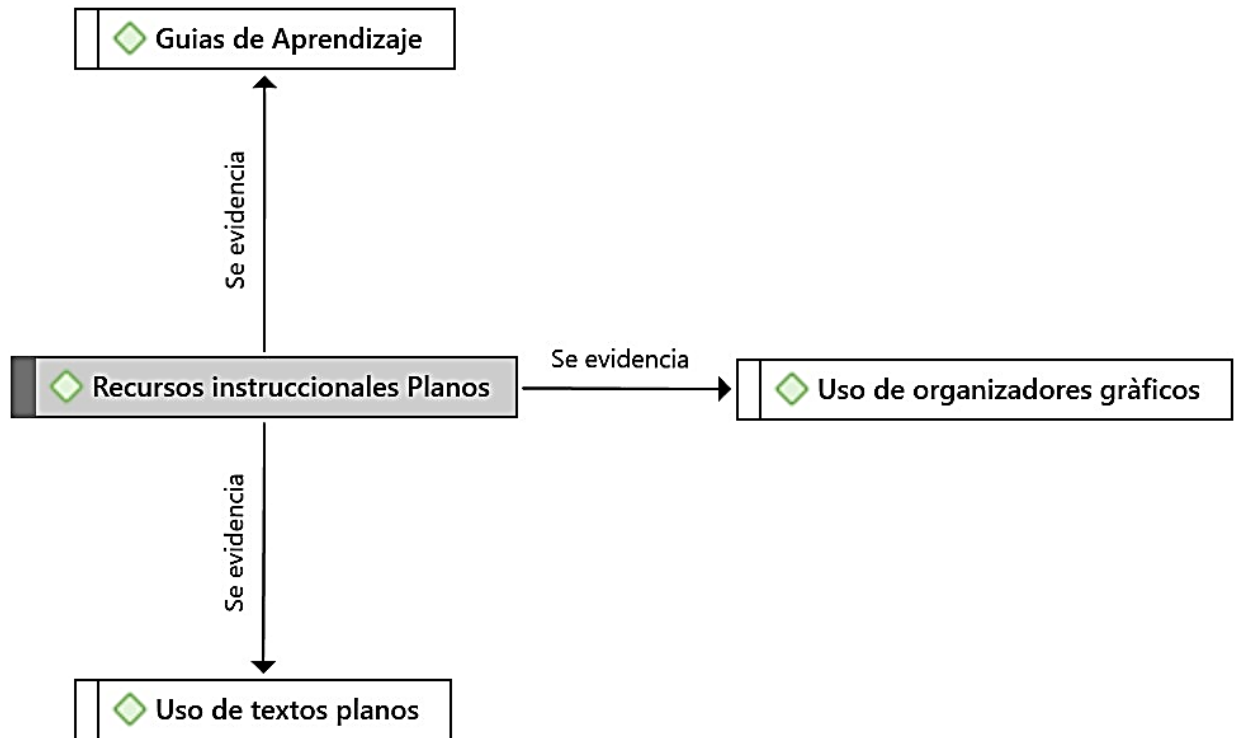 Guias de Aprendizaje
Se evidencia
Se evidencia
Recursos instruccionales Planos
Uso de organizadores gràficos
Se evidencia
Uso de textos planos